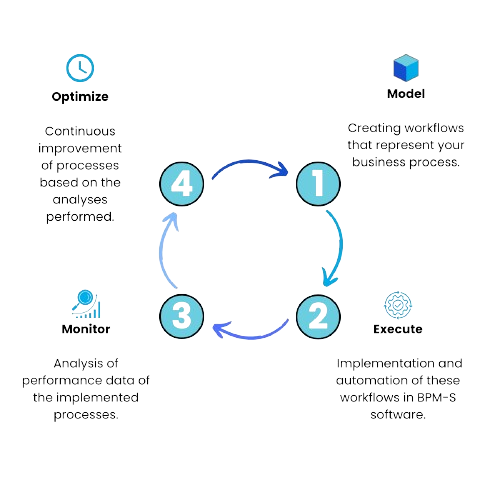 Optimize
Continuous
improvement
of processes
based on the
analyses
performed.
4
Model
Creating workflows
that represent your
business process.
1
Monitor
Analysis of
performance data of
the implemented
processes.
3
Execute
Implementation and
automation of these
workflows in BPM-S
software.
2